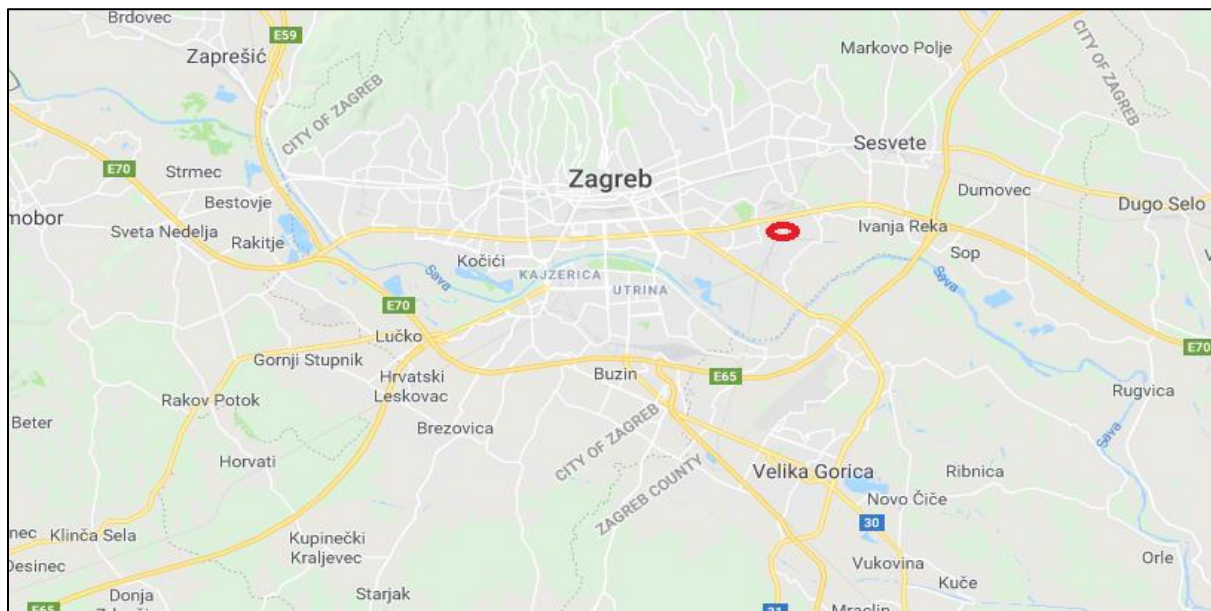 Brdovec
E59
Markovo Polje
Zaprešić
CITY OF ZAGREB
CITY OF ZAGREB
Sesvete
E70
Strmec
Zagreb
Dumovec
Bestovje
Dugo Selo
mobor
Sveta Nedelja
Rakitje
Ivanja Reka
Kočići
Sop
Sava
KAJZERICA
UTRINA
Sava
E70
Lučko
E70
Gornji Stupnik
Buzin
E65
Hrvatski
Leskovac
Rugvica
Rakov Potok
Beter
Brezovica
CITY OF ZAGREB
Sava
Horvati
ZAGREB COUNTY
Velika Gorica
Ribnica
Novo Čiče
30
nec
Klinča Sela
Kupinečki
Kraljevec
Desinec
Vukovina
Orle
Kuče
Donja
Starjak
E65
31